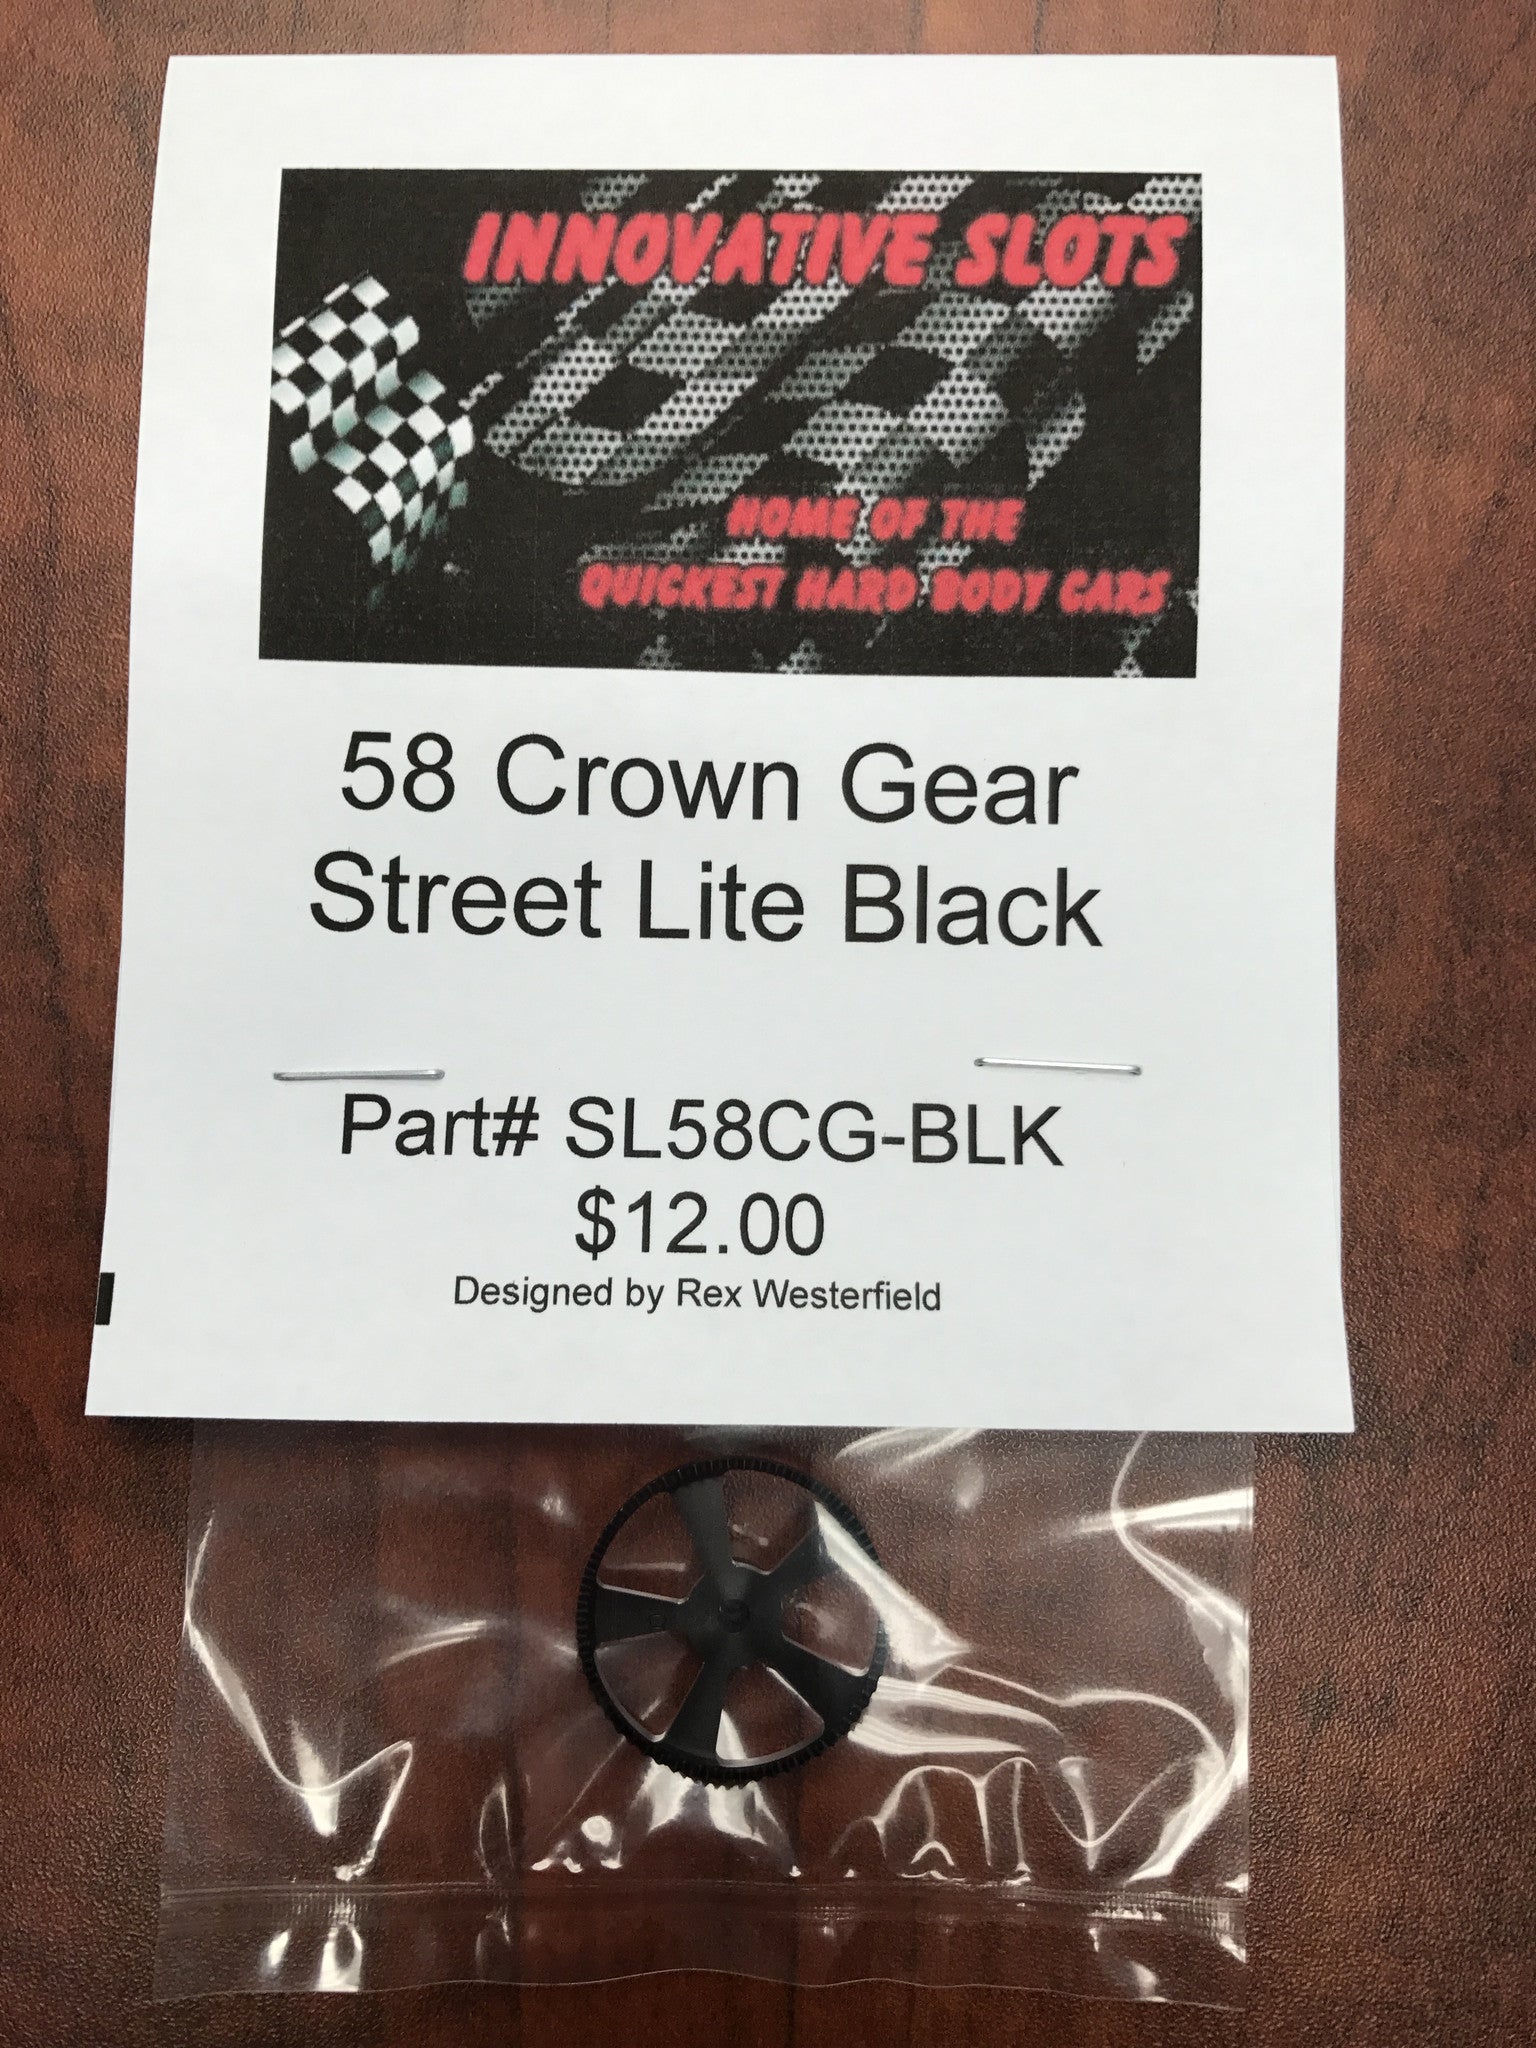 INNOVATIVE SLOTS
HOME OF THE
QUICKEST HARD BODY CARS
58 Crown Gear
Street Lite Black
Part# SL58CG-BLK
$12.00
Designed by Rex Westerfield